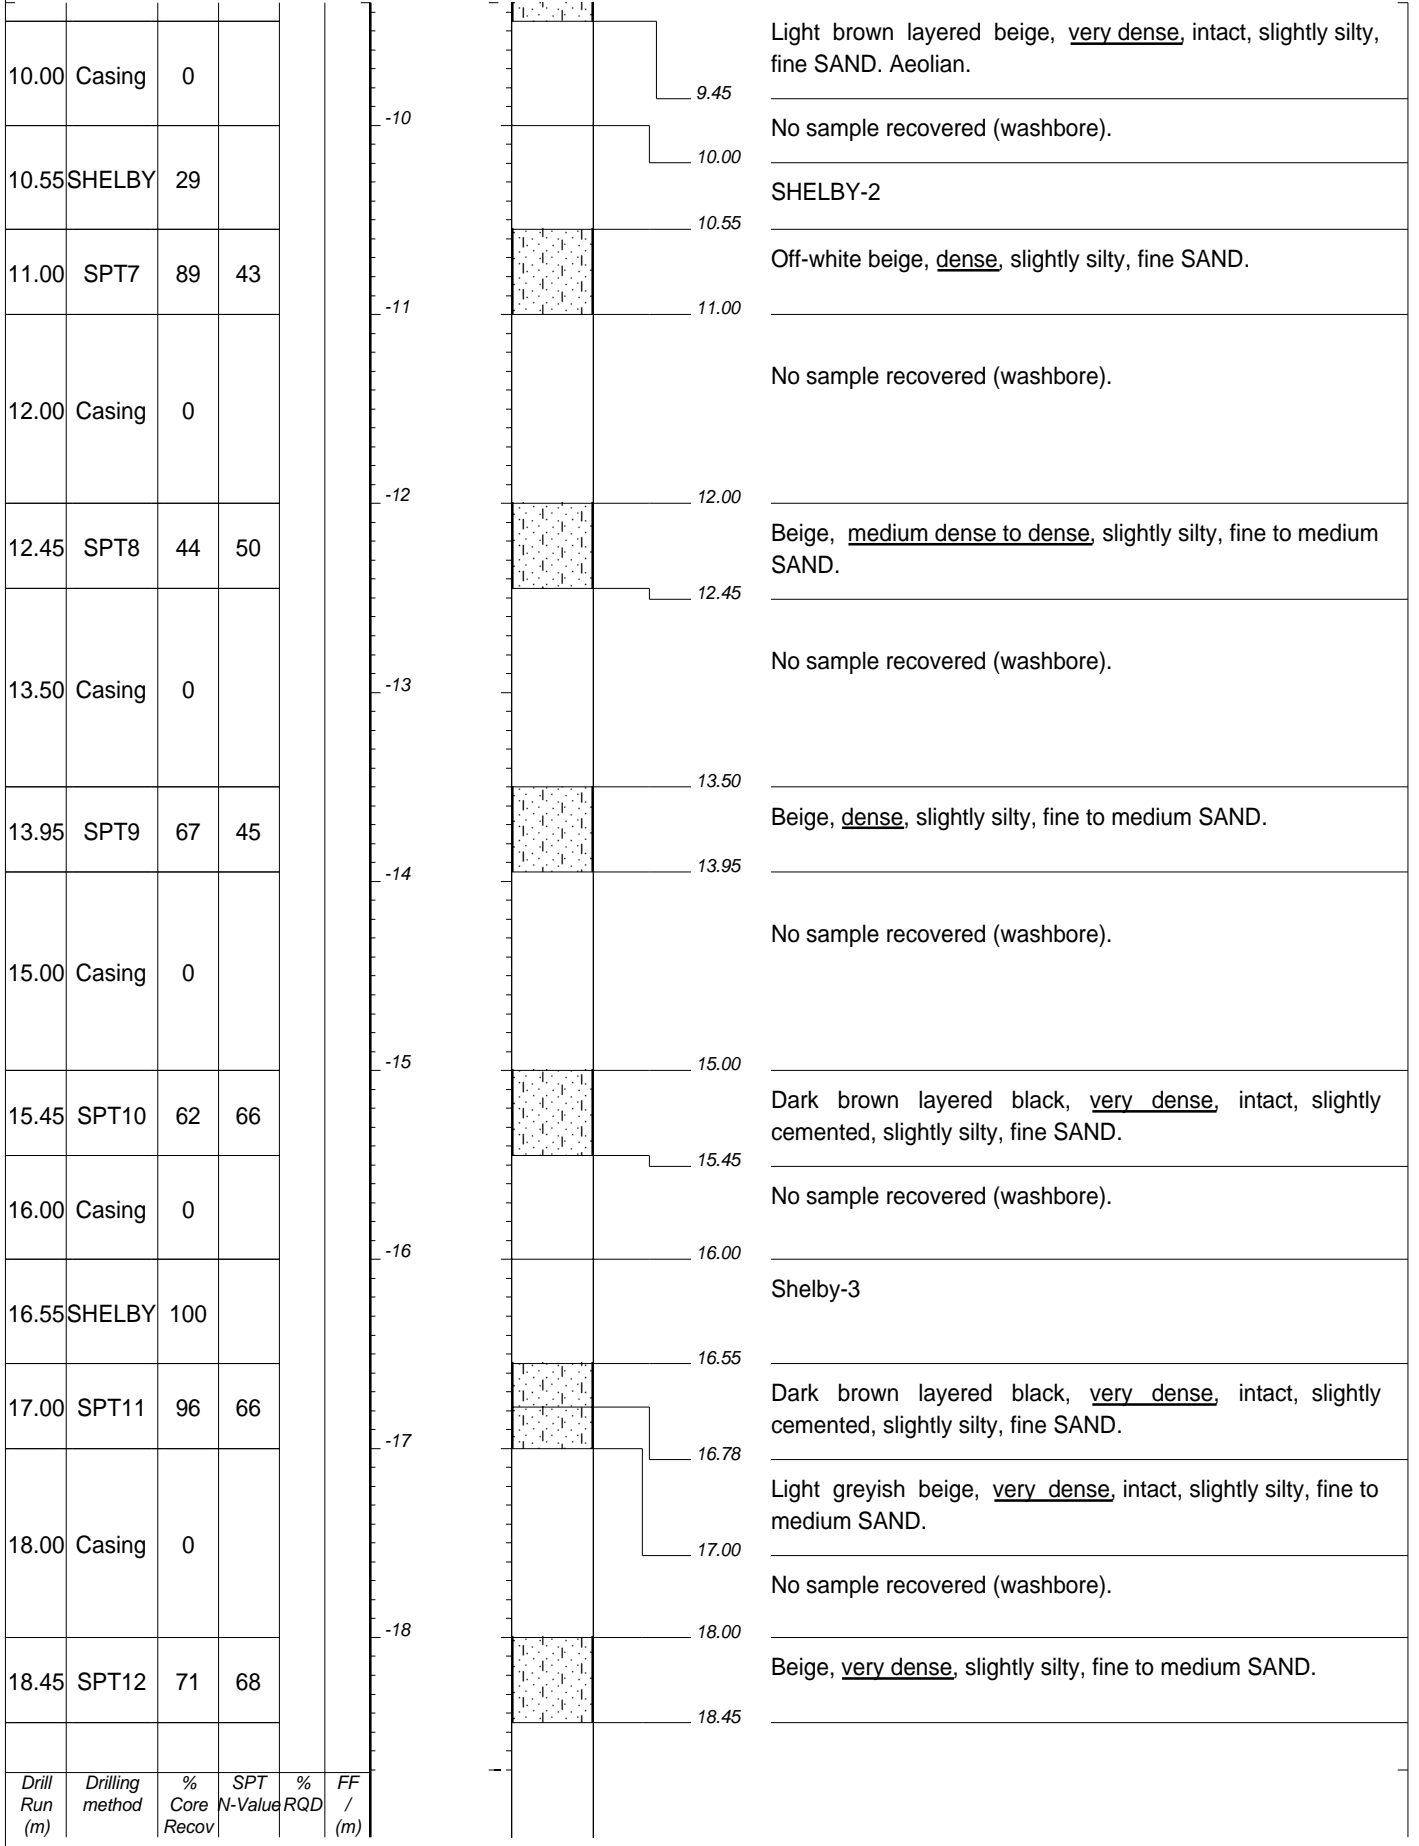 Light brown layered beige, very dense, intact, slightly silty,
fine SAND. Aeolian.
10.00 Casing 0
9.45
-10
No sample recovered (washbore).
10.00
10.55 SHELBY 29
SHELBY-2
10.55
11.00 SPT7 89 43
Off-white beige, dense, slightly silty, fine SAND.
-11
11.00
No sample recovered (washbore).
12.00 Casing 0
-12
12.00
12.45 SPT8 44 50
Beige, medium dense to dense, slightly silty, fine to medium
SAND.
12.45
No sample recovered (washbore).
13.50 Casing 0
-13
13.50
13.95 SPT9 67 45
Beige, dense, slightly silty, fine to medium SAND.
13.95
-14
No sample recovered (washbore).
15.00 Casing 0
-15
15.00
15.45 SPT10 62 66
Dark brown layered black, very dense, intact, slightly
cemented, slightly silty, fine SAND.
15.45
16.00 Casing 0
No sample recovered (washbore).
-16
16.00
Shelby-3
16.55 SHELBY 100
16.55
17.00 SPT11 96 66
Dark brown layered black, very dense, intact, slightly
cemented, slightly silty, fine SAND.
-17
16.78
Light greyish beige, very dense, intact, slightly silty, fine to
medium SAND.
18.00 Casing 0
17.00
No sample recovered (washbore).
-18
18.00
18.45 SPT12 71 68
Beige, very dense, slightly silty, fine to medium SAND.
18.45
Drill Drilling % SPT % FF
Run method Core N-Value RQD /
(m) Recov (m)